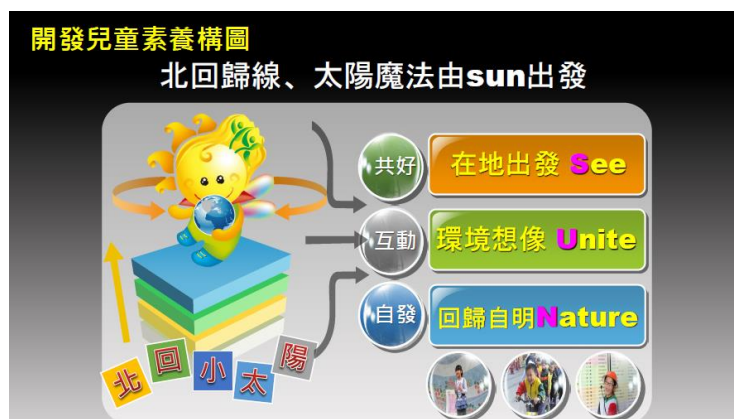 開發兒童素養構圖
北回歸線、太陽魔法由sun出發
共好 在地出發 See
互動 環境想像 Unite
自發 回歸自明Nature
北回小太陽